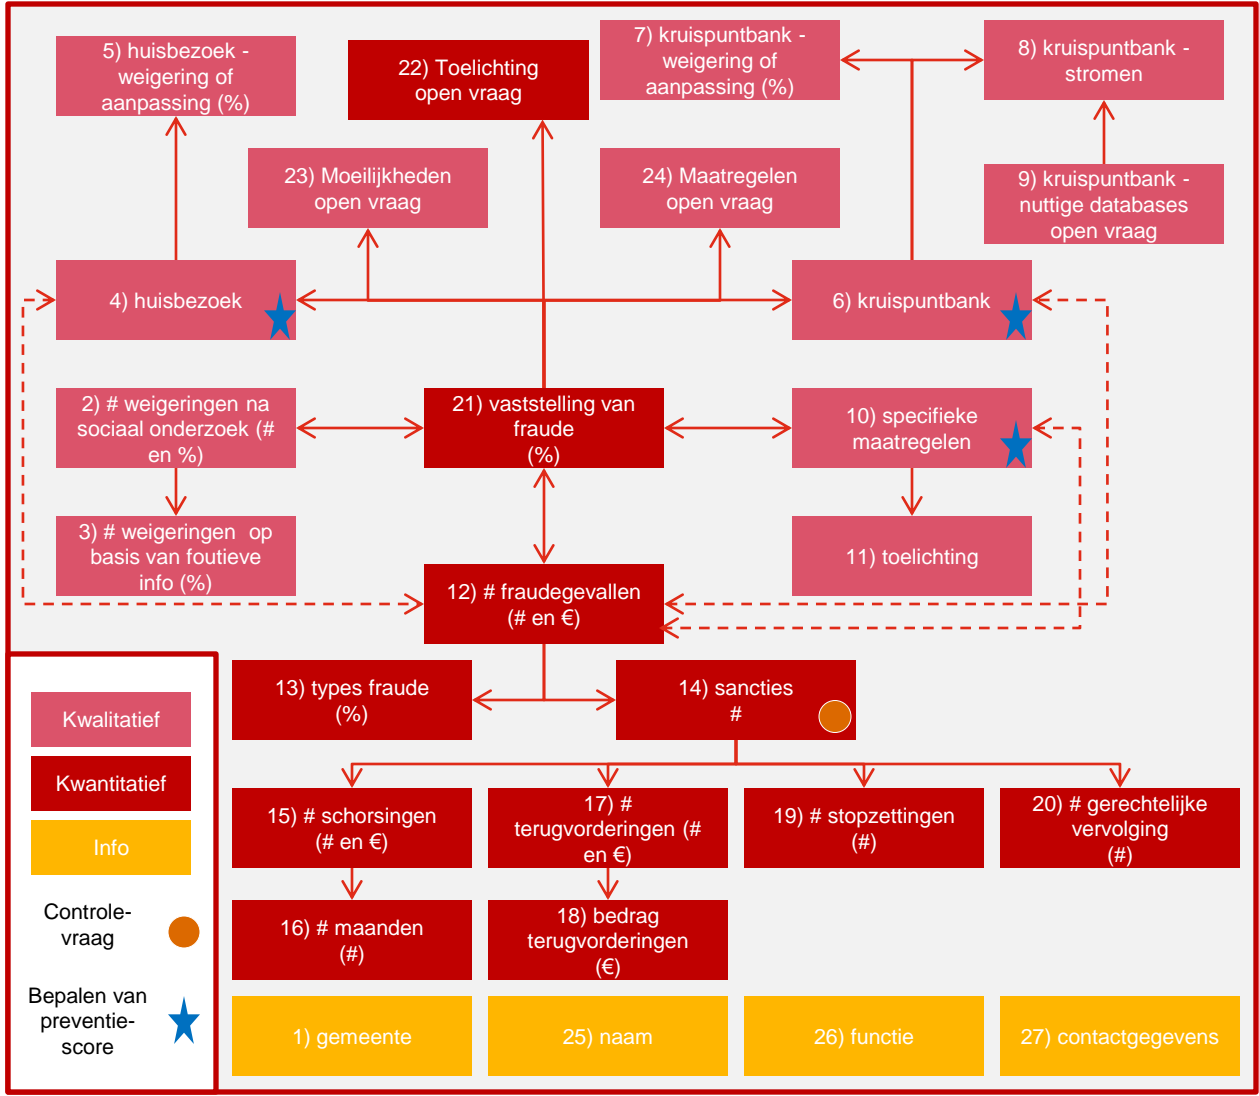 5) huisbezoek -
weigering of
aanpassing (%)
22) Toelichting
open vraag
7) kruispuntbank -
weigering of
aanpassing (%)
8) kruispuntbank -
stromen
23) Moeilijkheden
open vraag
24) Maatregelen
open vraag
9) kruispuntbank -
nuttige databases
open vraag
4) huisbezoek
6) kruispuntbank
2) # weigeringen na
sociaal onderzoek (#
en %)
21) vaststelling van
fraude
(%)
10) specifieke
maatregelen
3) # weigeringen op
basis van foutieve
info (%)
11) toelichting
12) # fraudegevallen
(# en €)
13) types fraude
(%)
14) sancties
#
15) # schorsingen
(# en €)
17) #
terugvorderingen (#
en €)
19) # stopzettingen
(#)
20) # gerechtelijke
vervolging
(#)
16) # maanden
(#)
18) bedrag
terugvorderingen
(€)
1) gemeente
25) naam
26) functie
27) contactgegevens
Kwalitatief
Kwantitatief
Info
Controle-
vraag
Bepalen van
preventie-
score